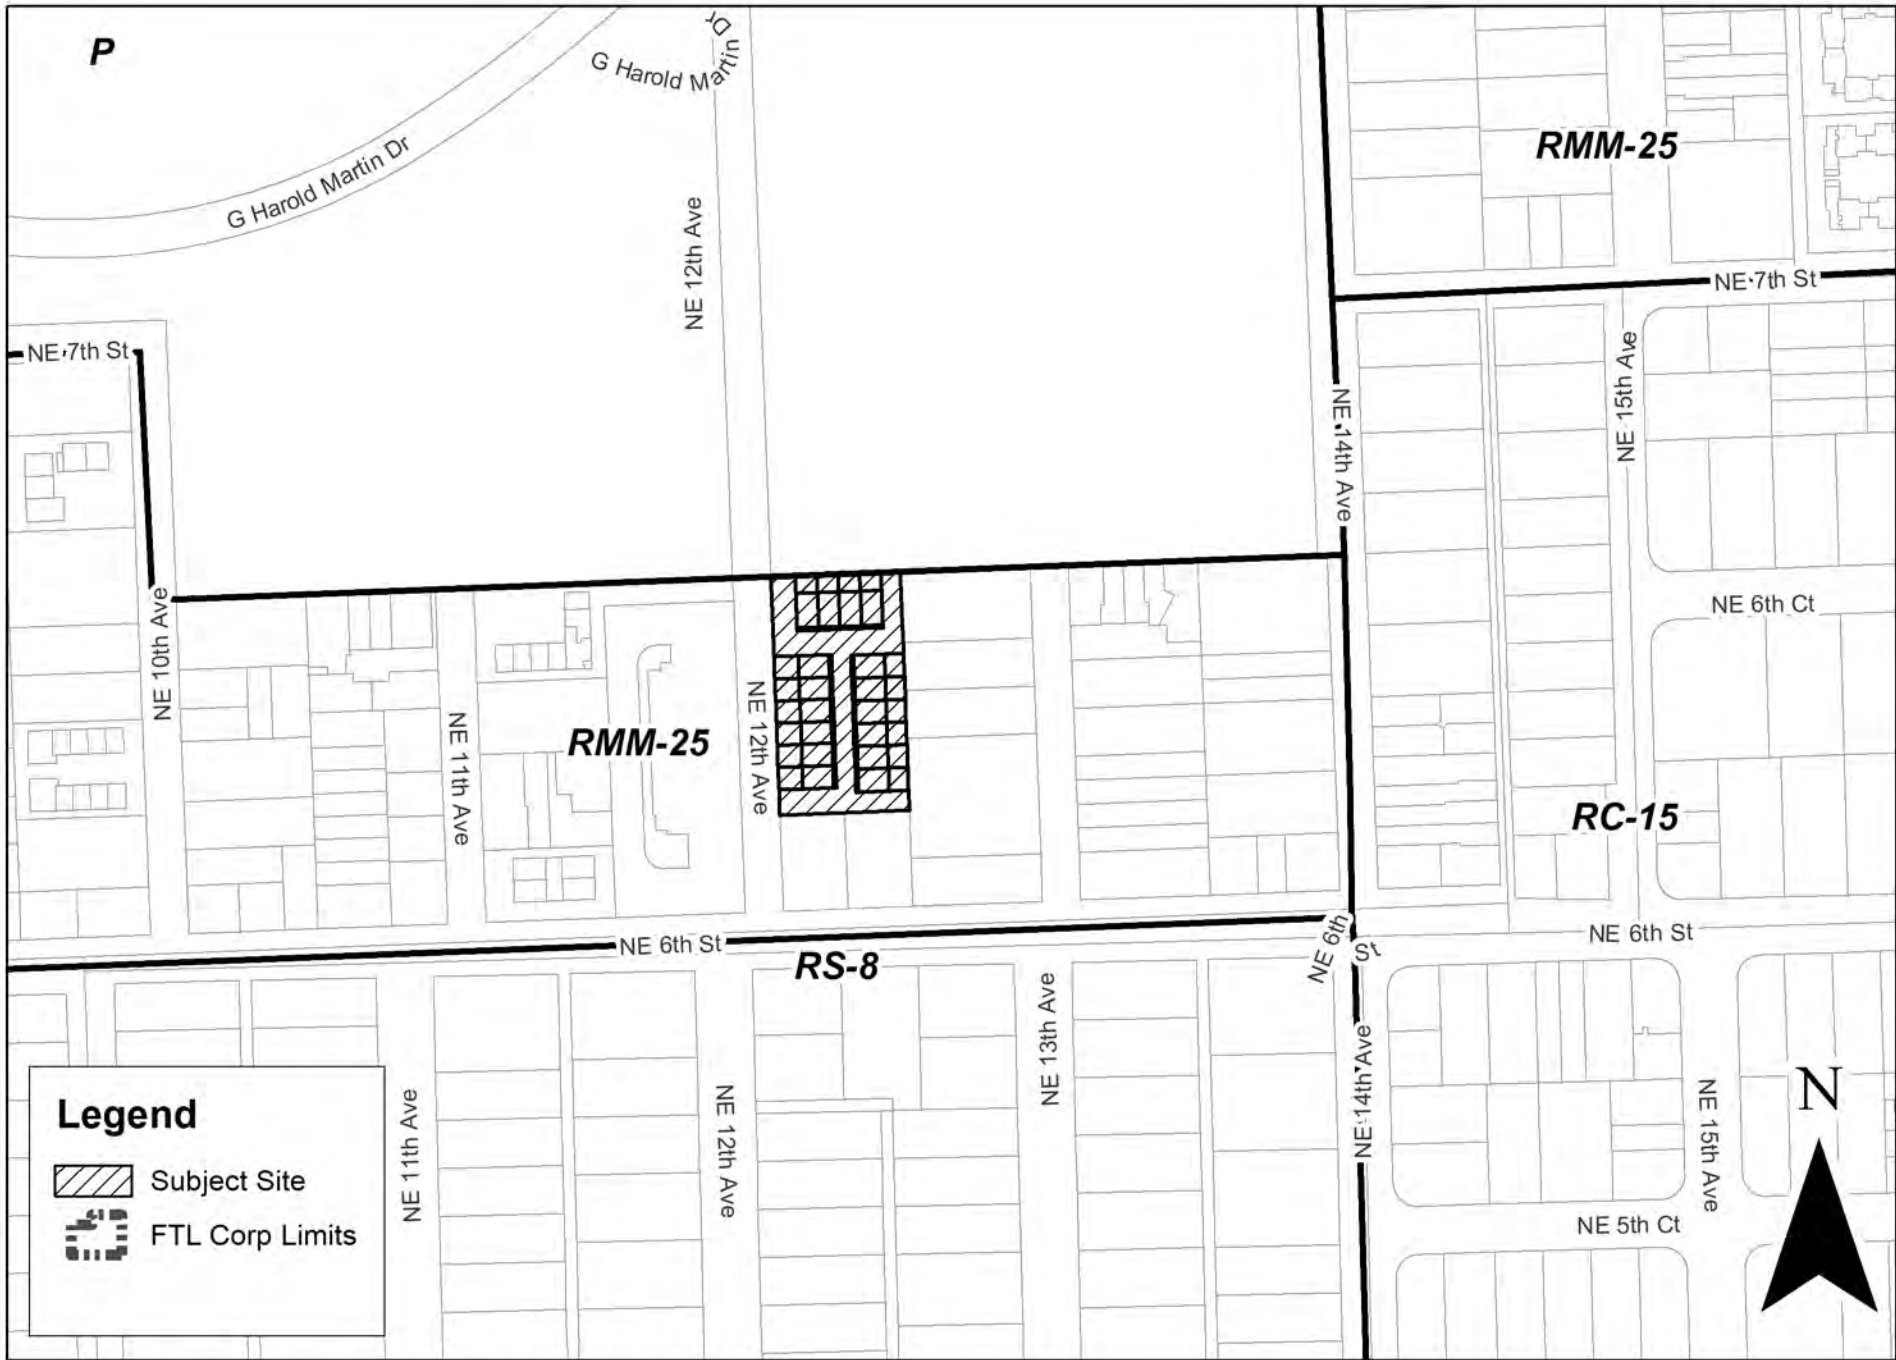 P
G Harold Martin Dr
G Harold Martin Dr
NE 12th Ave
RMM-25
NE 7th St
NE 7th St
NE 14th Ave
NE 15th Ave
NE 6th Ct
NE 10th Ave
NE 11th Ave
RMM-25
NE 12th Ave
RC-15
NE 6th St
RS-8
NE 6th St
NE 6th St
NE 13th Ave
NE 14th Ave
NE 11th Ave
NE 12th Ave
NE 15th Ave
NE 5th Ct
N
Legend
Subject Site
FTL Corp Limits